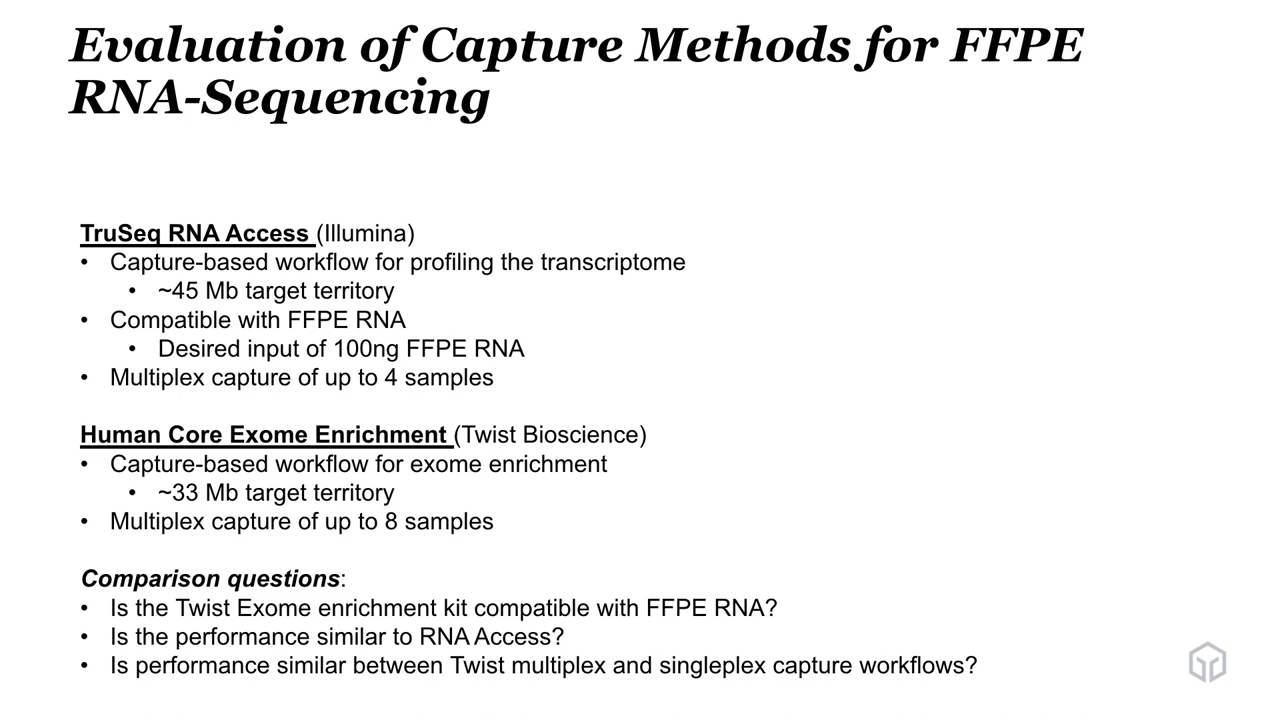 Evaluation of Capture Methods for FFPE
RNA-Sequencing
TruSeq RNA Access (Illumina)
• Capture-based workflow for profiling the transcriptome
• ~45 Mb target territory
• Compatible with FFPE RNA
• Desired input of 100ng FFPE RNA
• Multiplex capture of up to 4 samples
Human Core Exome Enrichment (Twist Bioscience)
• Capture-based workflow for exome enrichment
• ~33 Mb target territory
• Multiplex capture of up to 8 samples
Comparison questions:
• Is the Twist Exome enrichment kit compatible with FFPE RNA?
• Is the performance similar to RNA Access?
• Is performance similar between Twist multiplex and singleplex capture workflows?